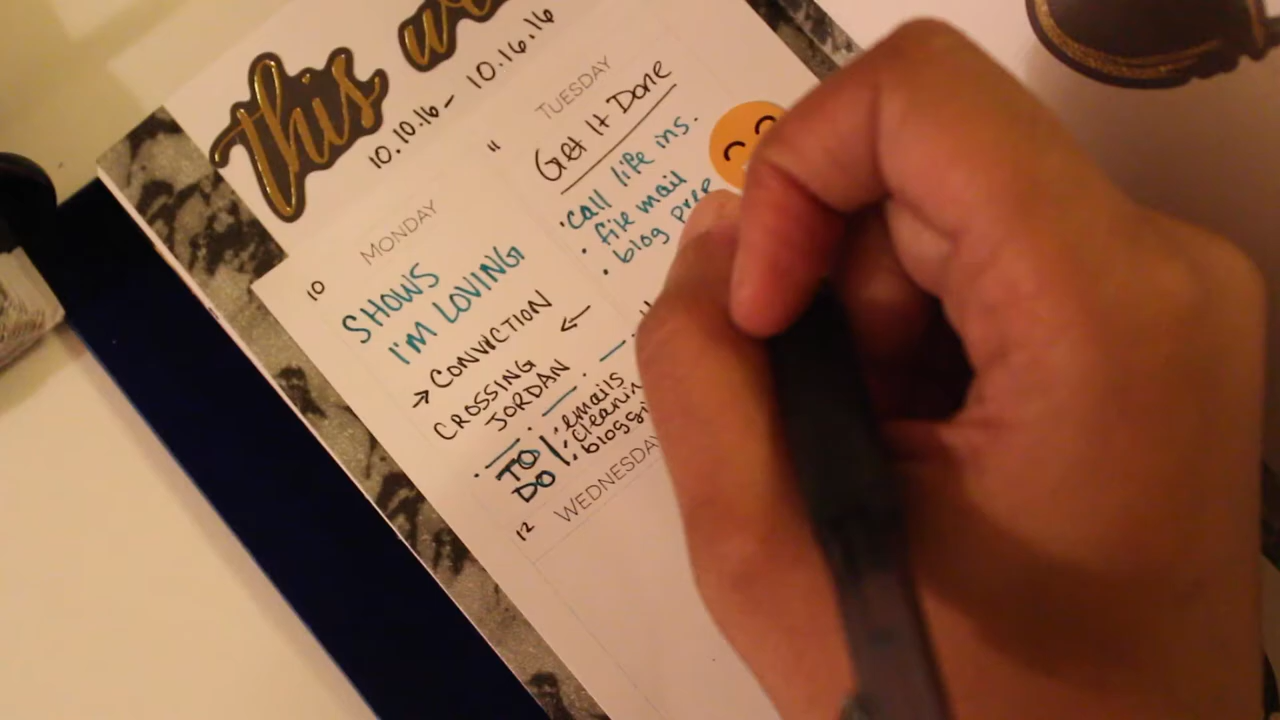 this
10.10.16 - 10.16.16
MONDAY
10
SHOWS
I'M LOVING:
→ CONVICTION ←
CROSSING
JORDAN
TO
DO
• emails
• cleanin
• bloggi
TUESDAY
11
Get It Done
• call life ins.
• file mail
• blog prep
WEDNESDAY
12